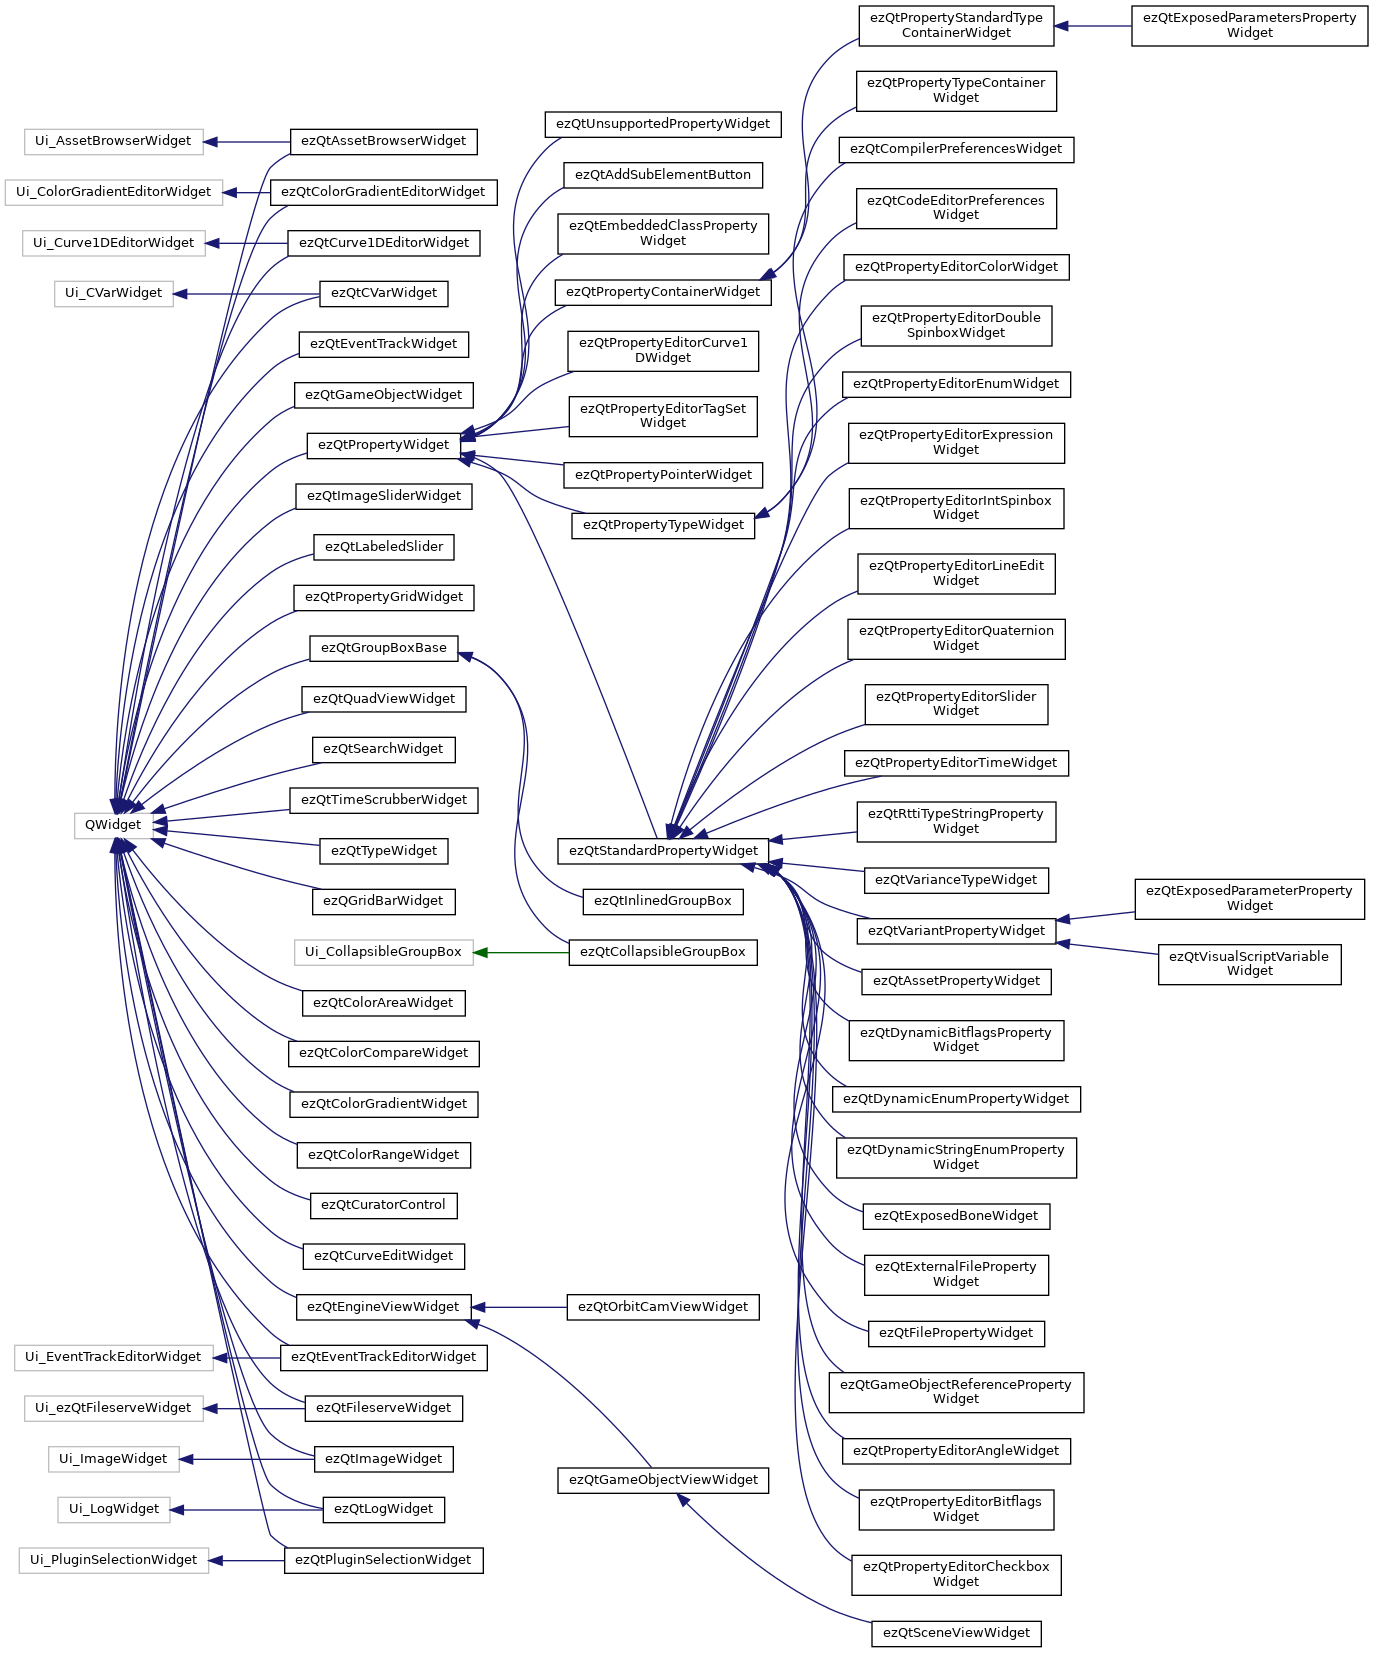 Ui_AssetBrowserWidget
Ui_ColorGradientEditorWidget
Ui_Curve1DEditorWidget
Ui_CVarWidget
QWidget
Ui_EventTrackEditorWidget
Ui_ezQtFileserveWidget
Ui_ImageWidget
Ui_LogWidget
Ui_PluginSelectionWidget
ezQtAssetBrowserWidget
ezQtColorGradientEditorWidget
ezQtCurve1DEditorWidget
ezQtCVarWidget
ezQtEventTrackWidget
ezQtGameObjectWidget
ezQtPropertyWidget
ezQtImageSliderWidget
ezQtLabeledSlider
ezQtPropertyGridWidget
ezQtGroupBoxBase
ezQtQuadViewWidget
ezQtSearchWidget
ezQtTimeScrubberWidget
ezQtTypeWidget
QGridBarWidget
Ui_CollapsibleGroupBox
ezQtColorAreaWidget
ezQtColorCompareWidget
ezQtColorGradientWidget
ezQtColorRangeWidget
ezQtCuratorControl
ezQtCurveEditWidget
ezQtEngineViewWidget
ezQtEventTrackEditorWidget
ezQtFileserveWidget
ezQtImageWidget
ezQtLogWidget
ezQtPluginSelectionWidget
ezQtUnsupportedPropertyWidget
ezQtAddSubElementButton
ezQtEmbeddedClassProperty
Widget
ezQtPropertyContainerWidget
ezQtPropertyEditorCurve1
DWidget
ezQtPropertyEditorTagSet
Widget
ezQtPropertyPointerWidget
ezQtPropertyTypeWidget
ezQtStandardPropertyWidget
ezQtInlinedGroupBox
ezQtCollapsibleGroupBox
ezQtOrbitCamViewWidget
ezQtGameObjectViewWidget
ezQtPropertyStandardType
ContainerWidget
ezQtPropertyTypeContainer
Widget
ezQtCompilerPreferencesWidget
ezQtCodeEditorPreferences
Widget
ezQtPropertyEditorColorWidget
ezQtPropertyEditorDouble
SpinboxWidget
ezQtPropertyEditorEnumWidget
ezQtPropertyEditorExpression
Widget
ezQtPropertyEditorIntSpinbox
Widget
ezQtPropertyEditorLineEdit
Widget
ezQtPropertyEditorQuaternion
Widget
ezQtPropertyEditorSlider
Widget
ezQtPropertyEditorTimeWidget
ezQtRttiTypeStringProperty
Widget
ezQtVarianceTypeWidget
ezQtVariantPropertyWidget
ezQtAssetPropertyWidget
ezQtDynamicBitflagsProperty
Widget
ezQtDynamicEnumPropertyWidget
ezQtDynamicStringEnumProperty
Widget
ezQtExposedBoneWidget
ezQtExternalFileProperty
Widget
ezQtFilePropertyWidget
ezQtGameObjectReferenceProperty
Widget
ezQtPropertyEditorAngleWidget
ezQtPropertyEditorBitflags
Widget
ezQtPropertyEditorCheckbox
Widget
ezQtSceneViewWidget
ezQtExposedParametersProperty
Widget
ezQtExposedParameterProperty
Widget
ezQtVisualScriptVariable
Widget